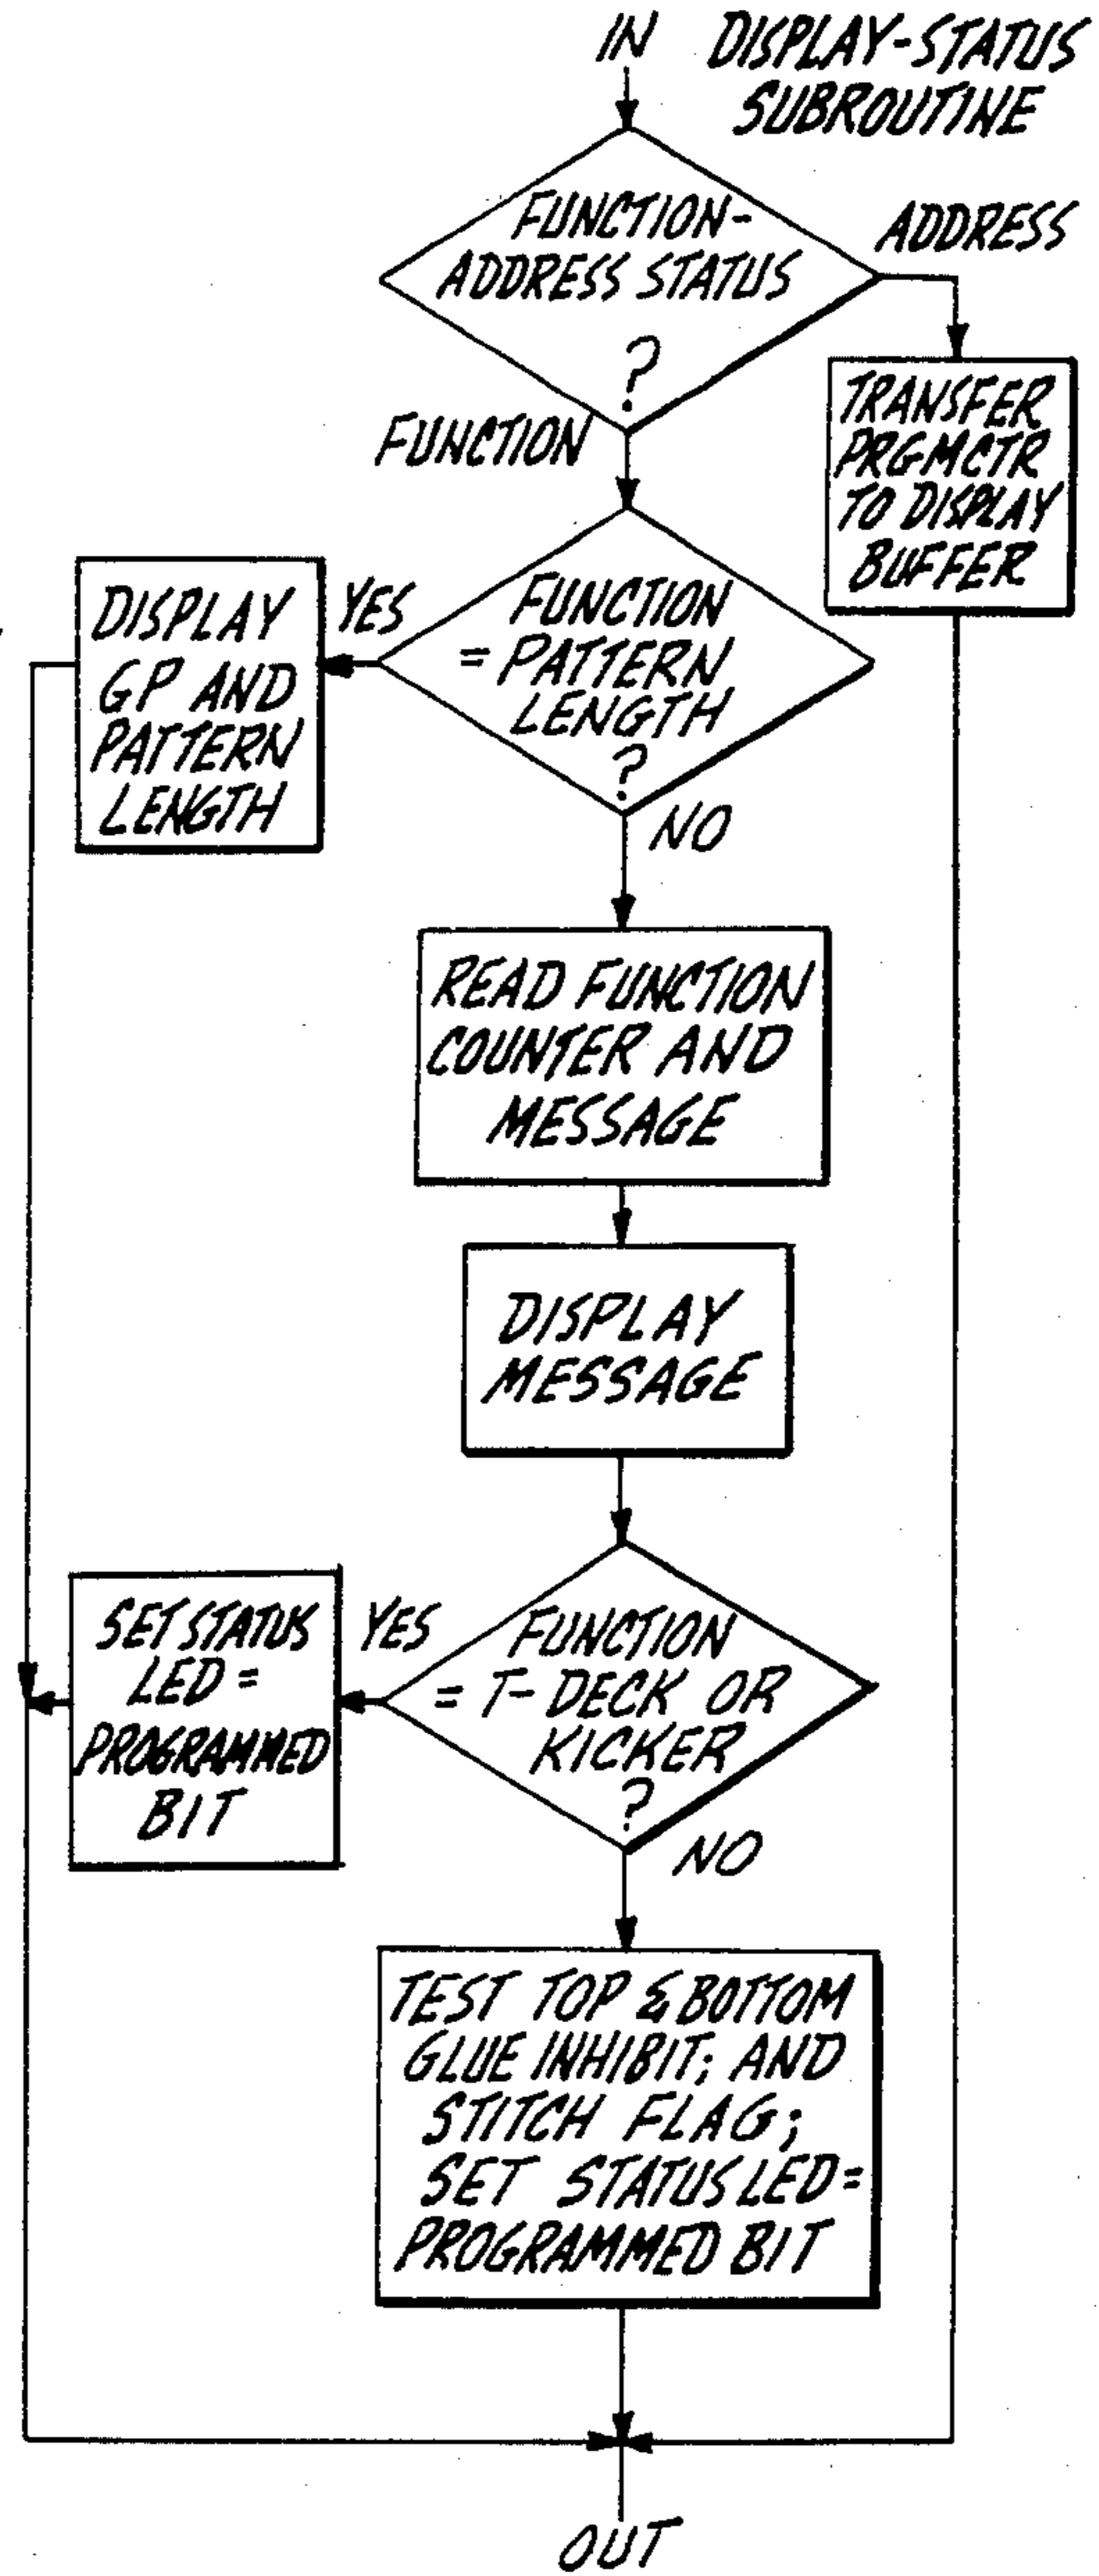 IN
DISPLAY-STATUS
SUBROUTINE
FUNCTION-
ADDRESS STATUS
?
ADDRESS
TRANSFER
PRGMCTR
TO DISPLAY
BUFFER
FUNCTION
FUNCTION
= PATTERN
LENGTH
?
YES
DISPLAY
GP AND
PATTERN
LENGTH
NO
READ FUNCTION
COUNTER AND
MESSAGE
DISPLAY
MESSAGE
FUNCTION
= T-DECK OR
KICKER
?
YES
SET STATUS
LED =
PROGRAMMED
BIT
NO
TEST TOP & BOTTOM
GLUE INHIBIT; AND
STITCH FLAG;
SET STATUS LED =
PROGRAMMED BIT
OUT